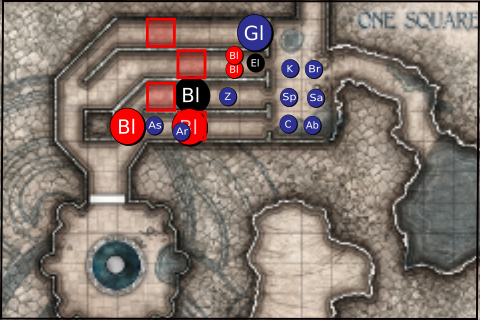 ONE SQUARE
Gl
Bl
El
Bl
K Br
Bl Z Sp Sa
Bl As Bl Ar C Ab